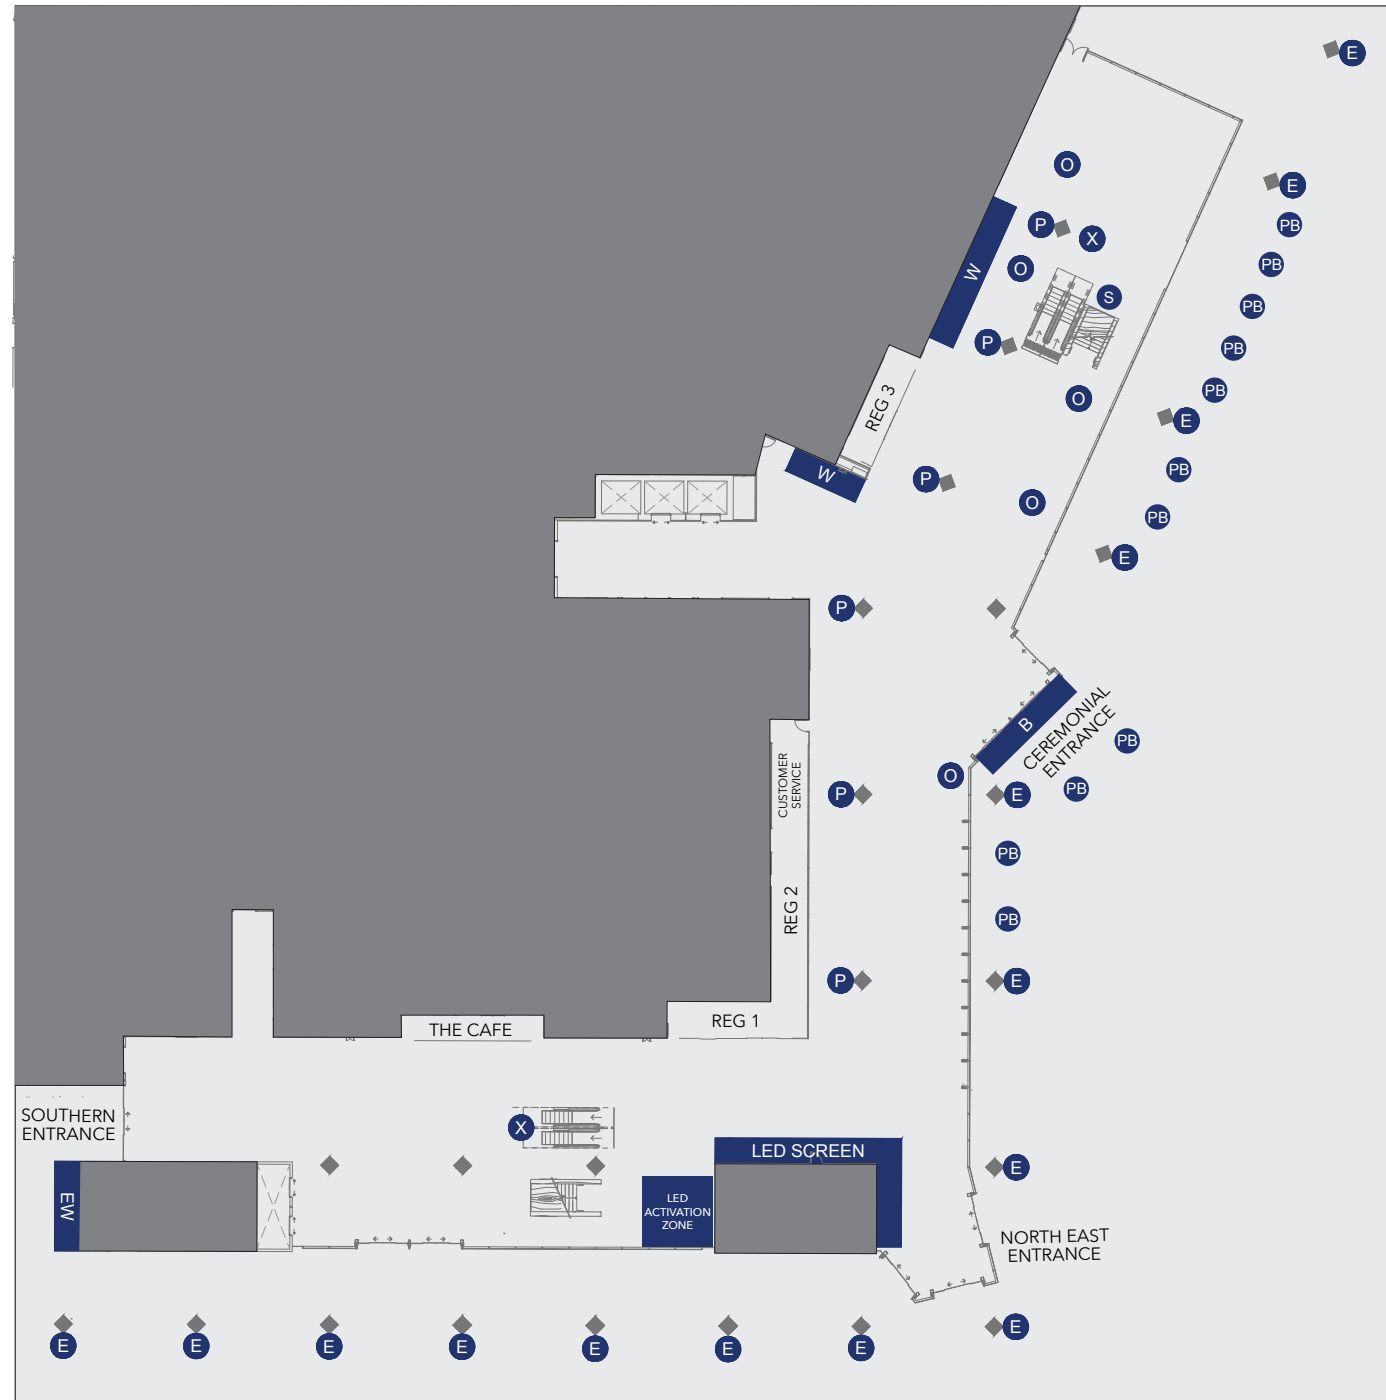 E
O
E
P
PB
X
W
O
PB
S
PB
P
PB
PB
REG 3
O
E
W
P
PB
O
PB
E
P
B
CEREMONIAL
ENTRANCE
PB
O
CUSTOMER
SERVICE
P
E
PB
PB
REG 2
PB
P
E
REG 1
THE CAFE
SOUTHERN
ENTRANCE
X
LED SCREEN
E
EW
LED
ACTIVATION
ZONE
NORTH EAST
ENTRANCE
E
E
E
E
E
E
E
E